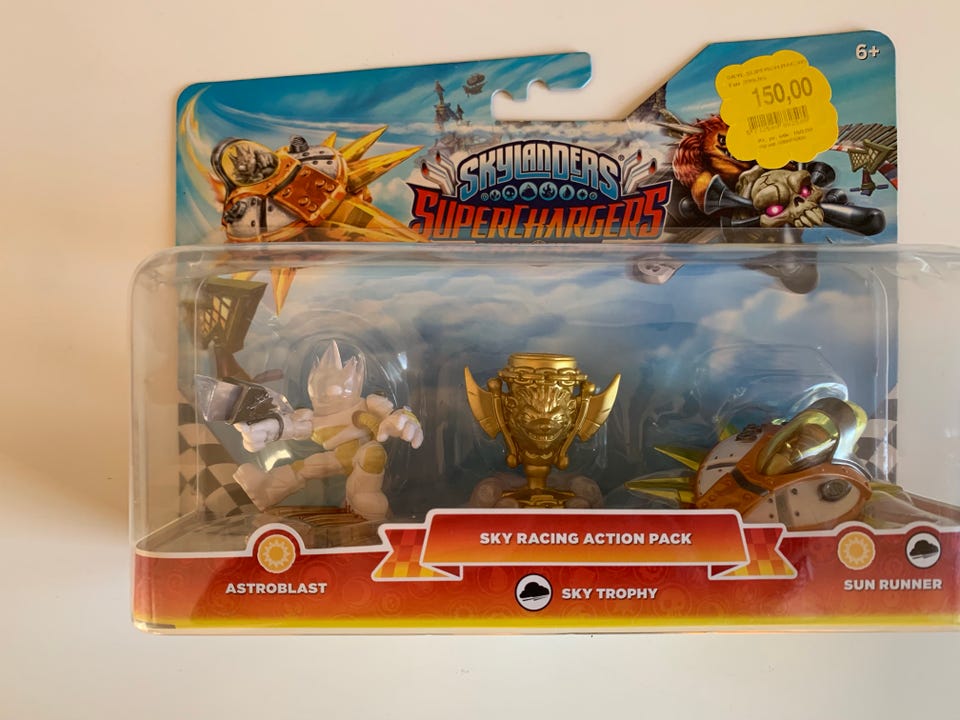 6+
150,00
SKYLANDERS®
SUPERCHARGERS
SKY RACING ACTION PACK
ASTROBLAST
SKY TROPHY
SUN RUNNER